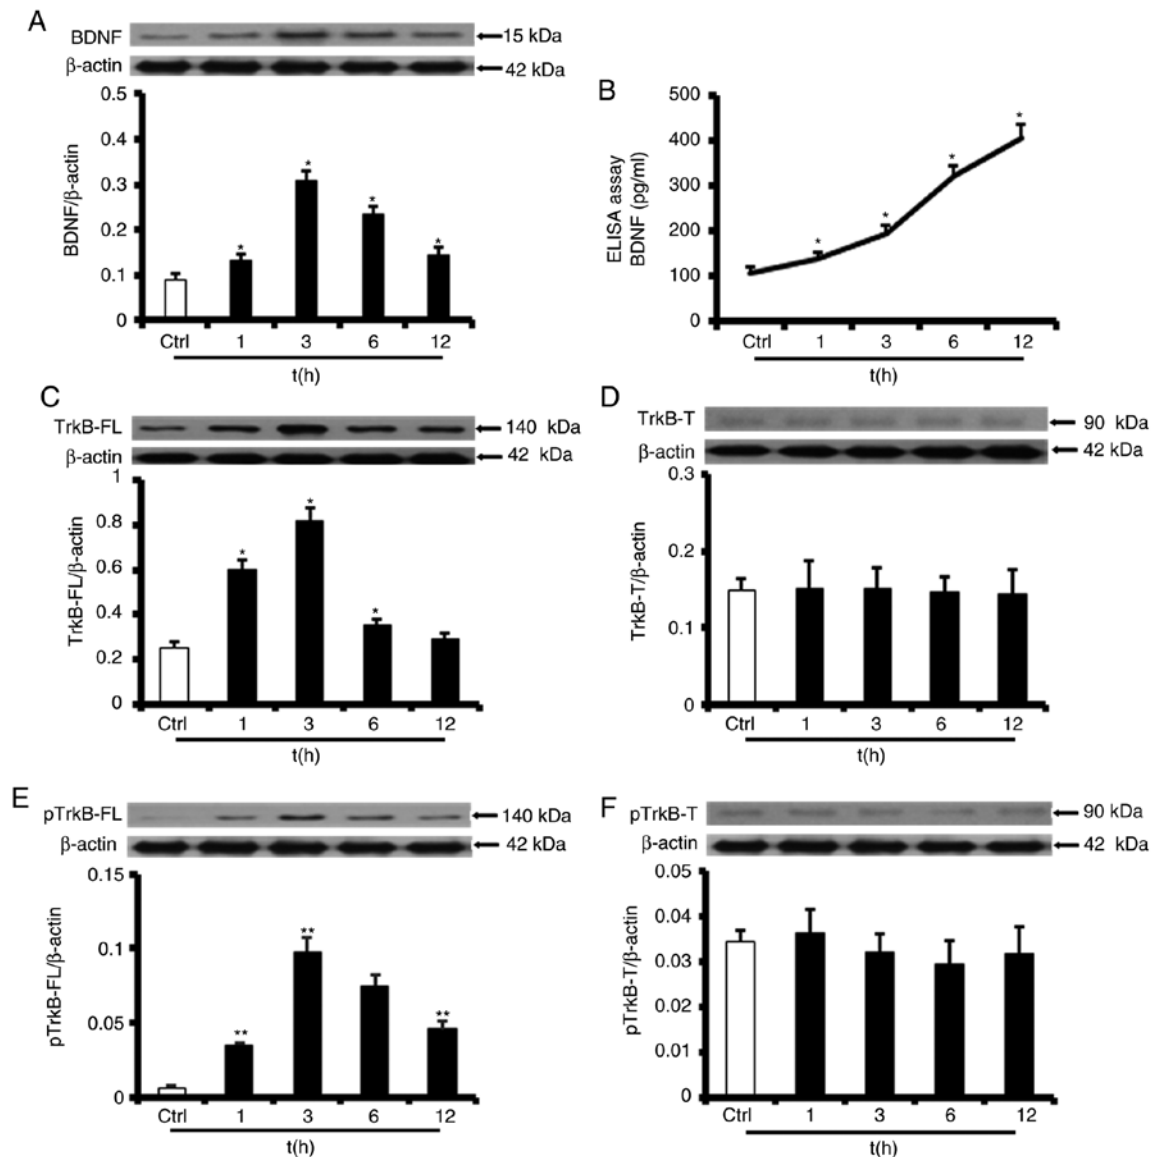 A
BDNF
15 kDa
β-actin
42 kDa
0.5
0.4
0.3
0.2
0.1
0
BDNF/β-actin
*
*
*
*
Ctrl 1 3 6 12
t(h)
B
500
400
300
200
100
0
ELISA assay
BDNF (pg/ml)
*
*
*
*
Ctrl 1 3 6 12
t(h)
C
TrkB-FL
140 kDa
β-actin
42 kDa
1
0.8
0.6
0.4
0.2
0
TrkB-FL/β-actin
*
*
*
Ctrl 1 3 6 12
t(h)
D
TrkB-T
90 kDa
β-actin
42 kDa
0.3
0.2
0.1
0
TrkB-T/β-actin
Ctrl 1 3 6 12
t(h)
E
pTrkB-FL
140 kDa
β-actin
42 kDa
0.15
0.1
0.05
0
pTrkB-FL/β-actin
**
**
**
Ctrl 1 3 6 12
t(h)
F
pTrkB-T
90 kDa
β-actin
42 kDa
0.05
0.04
0.03
0.02
0.01
0
pTrkB-T/β-actin
Ctrl 1 3 6 12
t(h)